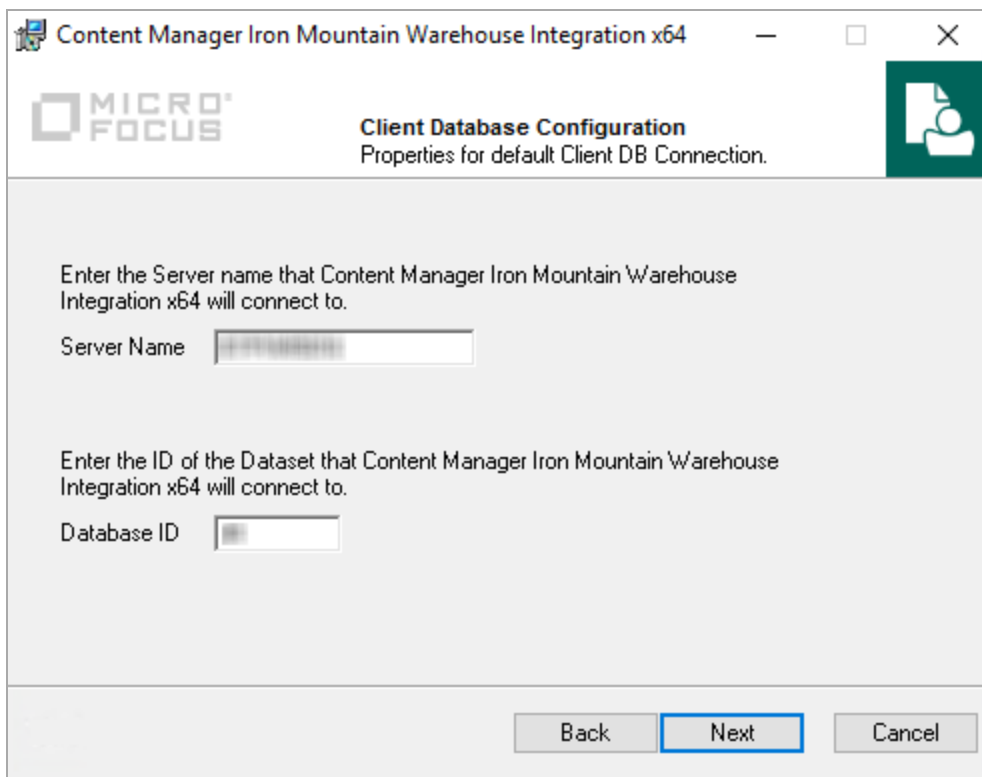 Content Manager Iron Mountain Warehouse Integration x64
MICRO
FOCUS
Client Database Configuration
Properties for default Client DB Connection.
Enter the Server name that Content Manager Iron Mountain Warehouse
Integration x64 will connect to.
Server Name
Enter the ID of the Dataset that Content Manager Iron Mountain Warehouse
Integration x64 will connect to.
Database ID
Back
Next
Cancel